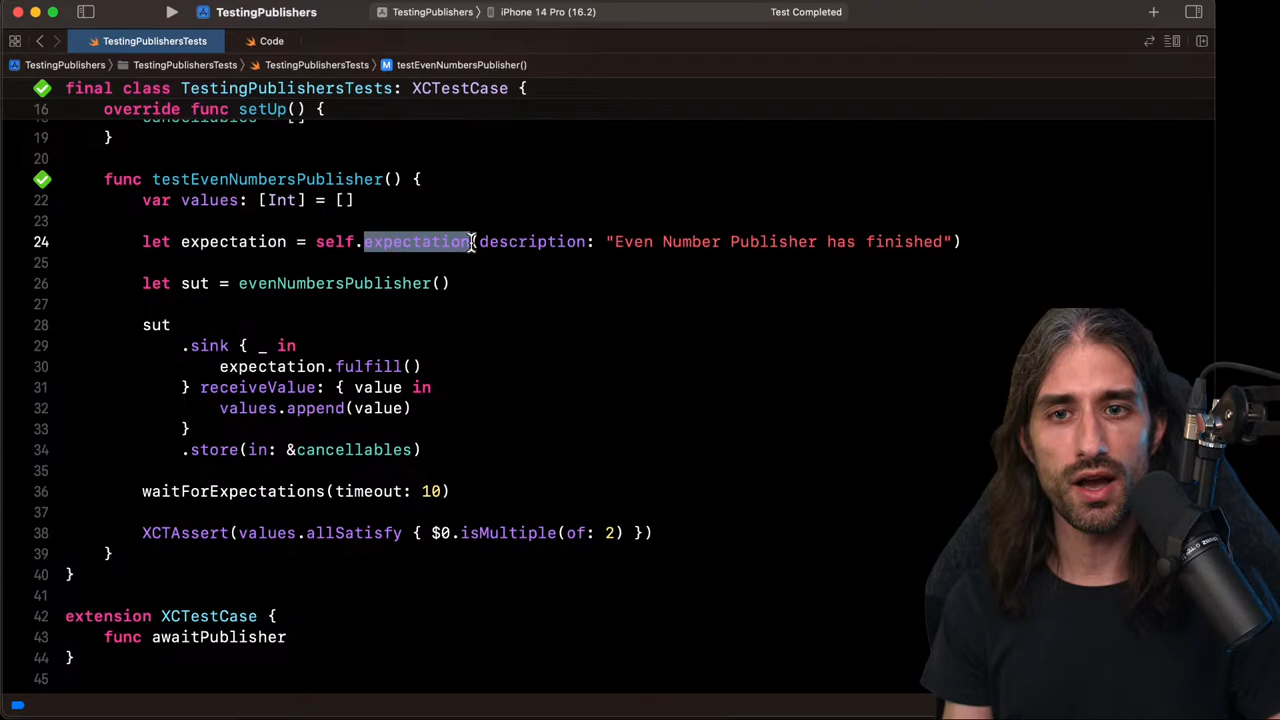 TestingPublishers
TestingPublishers
iPhone 14 Pro (16.2)
Test Completed
TestingPublishersTests
Code
TestingPublishers
TestingPublishersTests
TestingPublishersTests
testEvenNumbersPublisher()
final class TestingPublishersTests: XCTestCase {
16 override func setUp() {
18 cancellables = []
19 }
20
func testEvenNumbersPublisher() {
22 var values: [Int] = []
23
24 let expectation = self.expectation(description: "Even Number Publisher has finished")
25
26 let sut = evenNumbersPublisher()
27
28 sut
29 .sink { _ in
30 expectation.fulfill()
31 } receiveValue: { value in
32 values.append(value)
33 }
34 .store(in: &cancellables)
35
36 waitForExpectations(timeout: 10)
37
38 XCTAssert(values.allSatisfy { $0.isMultiple(of: 2) })
39 }
40 }
41
42 extension XCTestCase {
43 func awaitPublisher
44 }
45